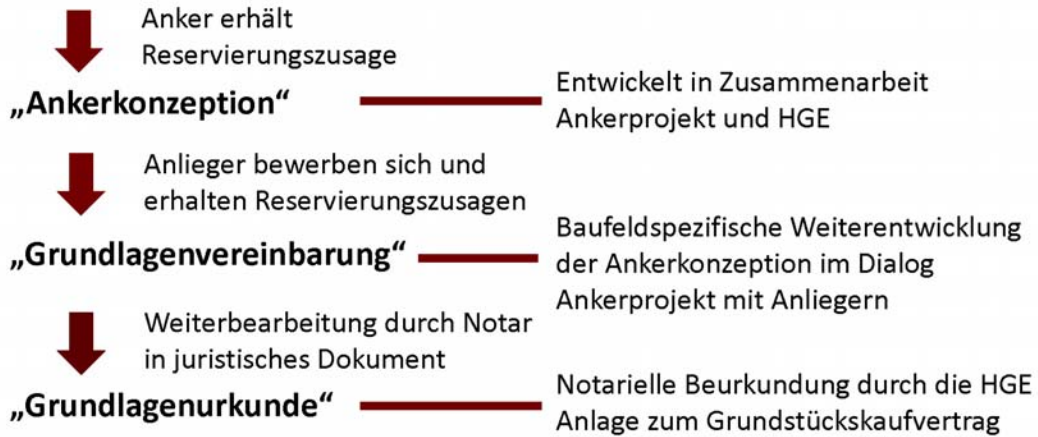 Anker erhält
Reservierungszusage
„Ankerkonzeption“
Entwickelt in Zusammenarbeit
Ankerprojekt und HGE
Anlieger bewerben sich und
erhalten Reservierungszusagen
„Grundlagenvereinbarung“
Baufeldspezifische Weiterentwicklung
der Ankerkonzeption im Dialog
Ankerprojekt mit Anliegern
Weiterbearbeitung durch Notar
in juristisches Dokument
„Grundlagenurkunde“
Notarielle Beurkundung durch die HGE
Anlage zum Grundstückskaufvertrag